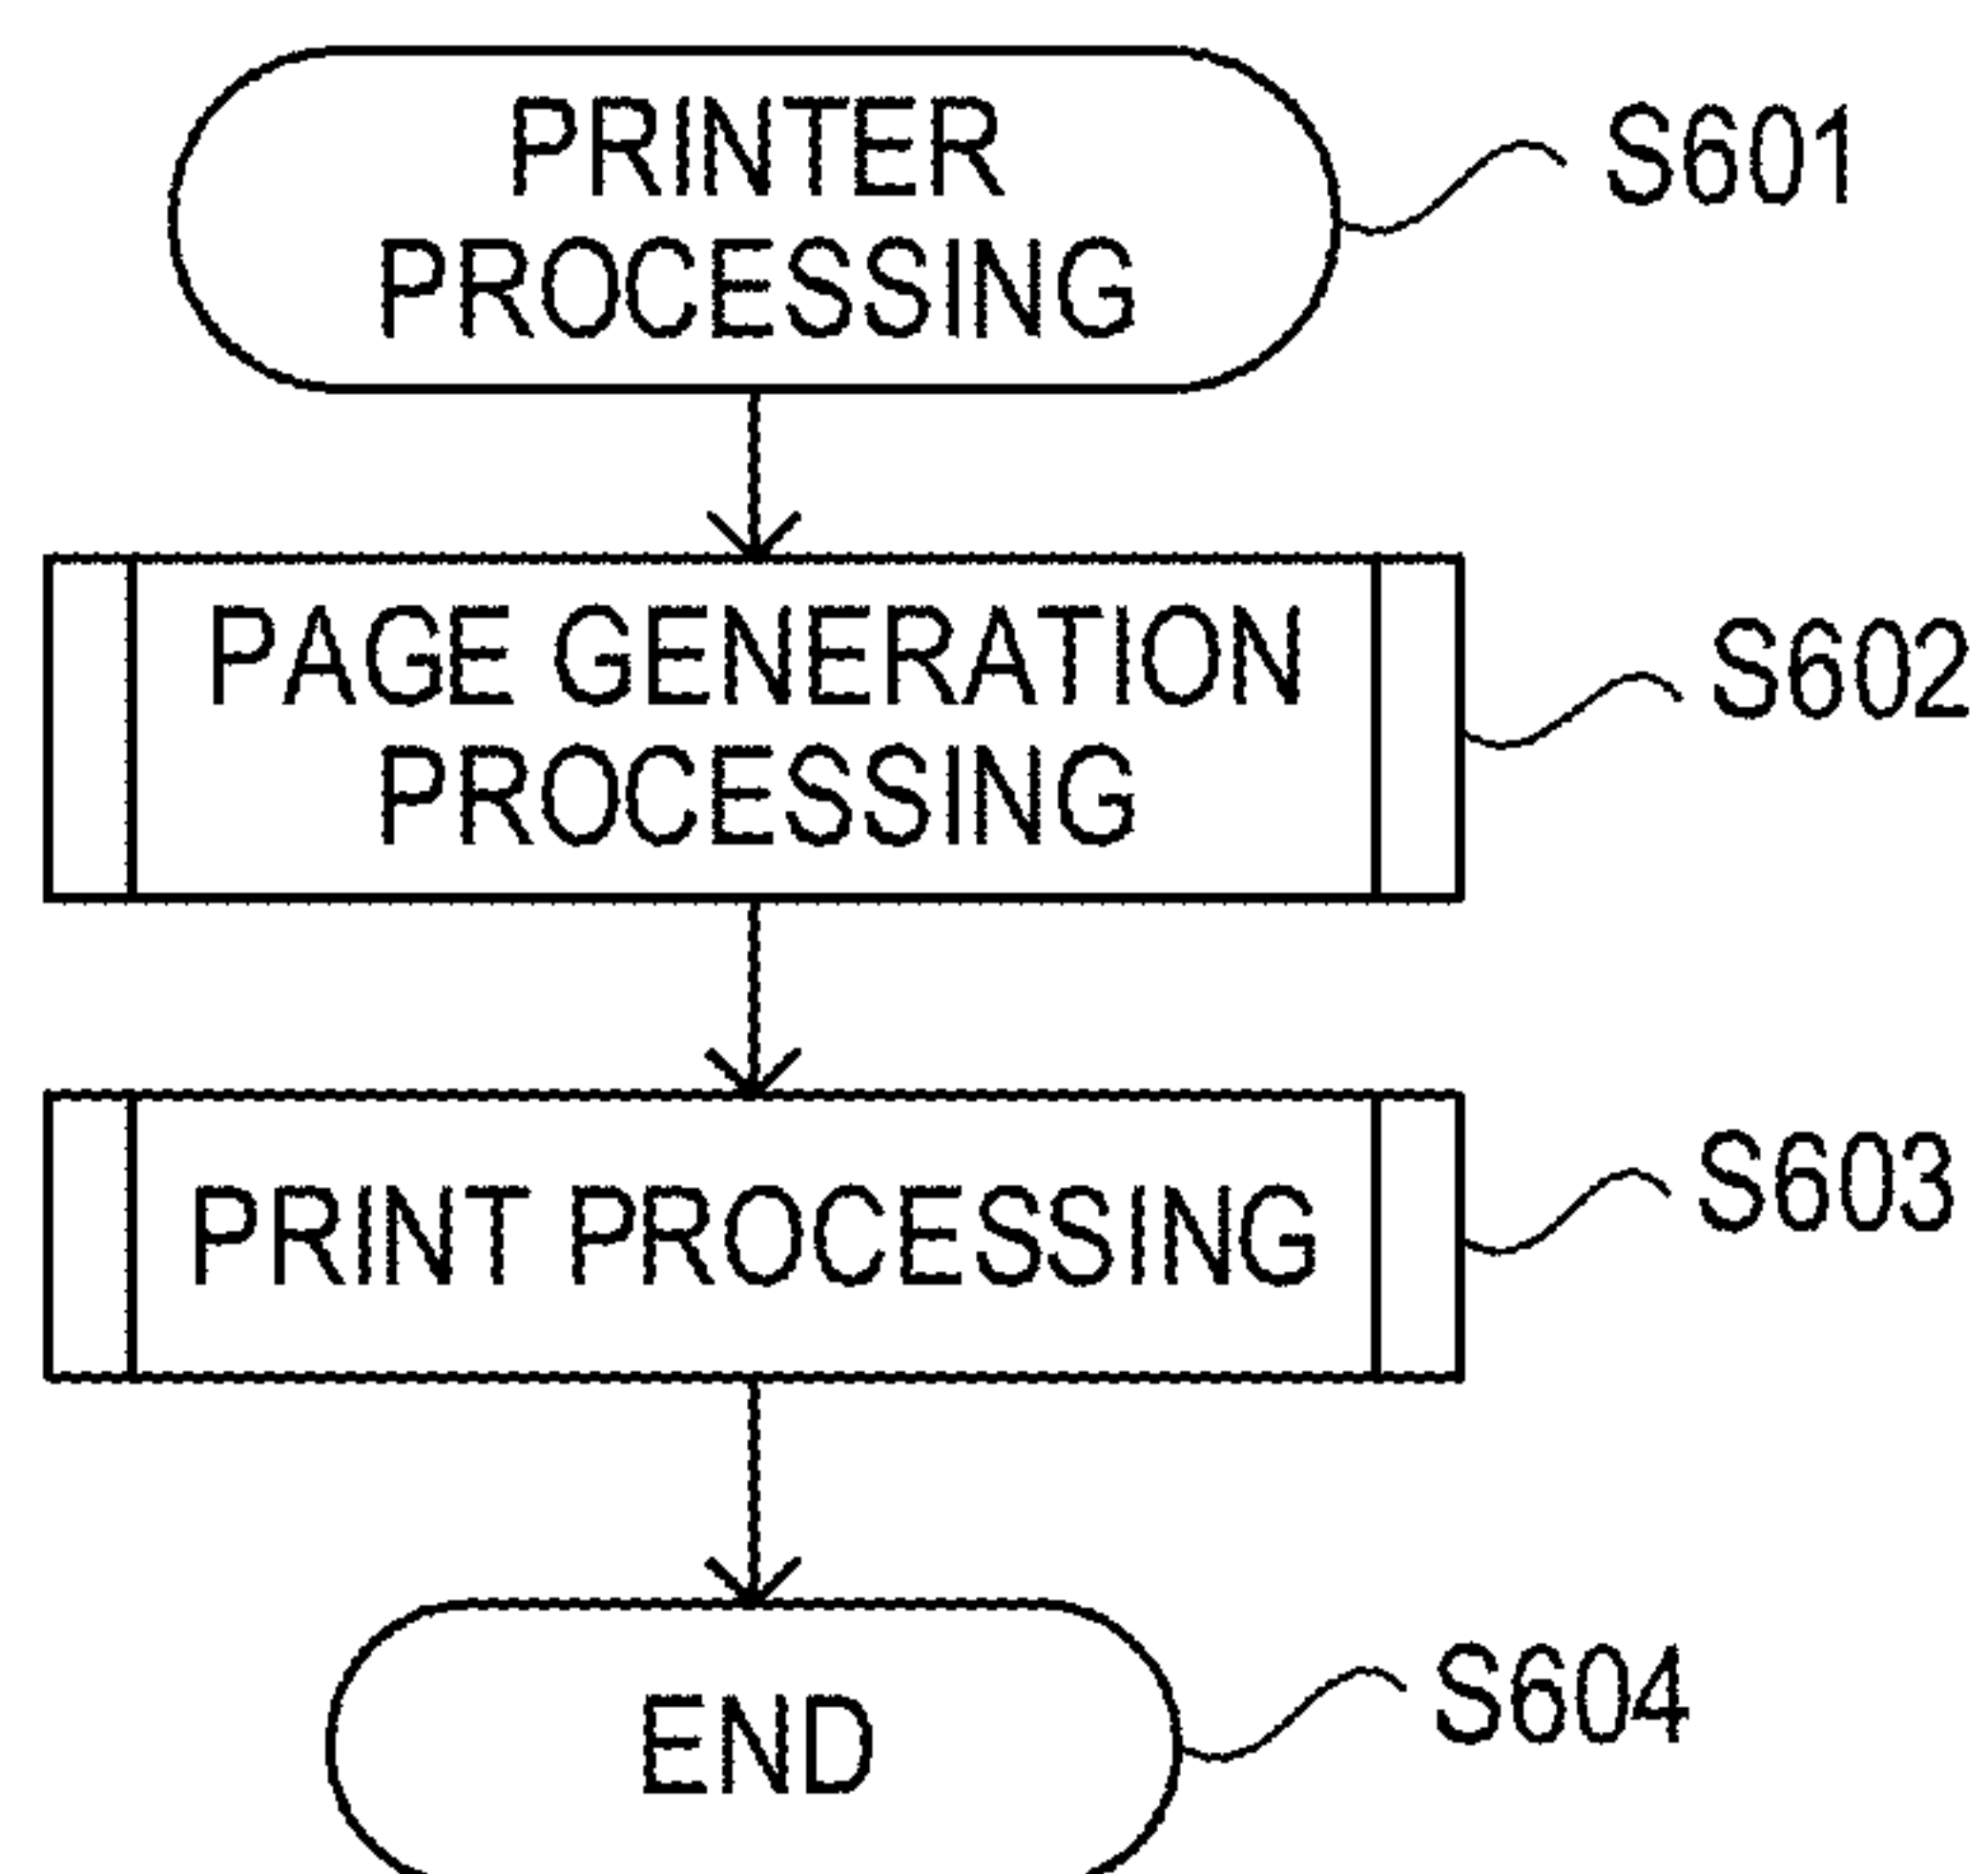 PRINTER
PROCESSING
S601
PAGE GENERATION
PROCESSING
S602
PRINT PROCESSING
S603
END
S604